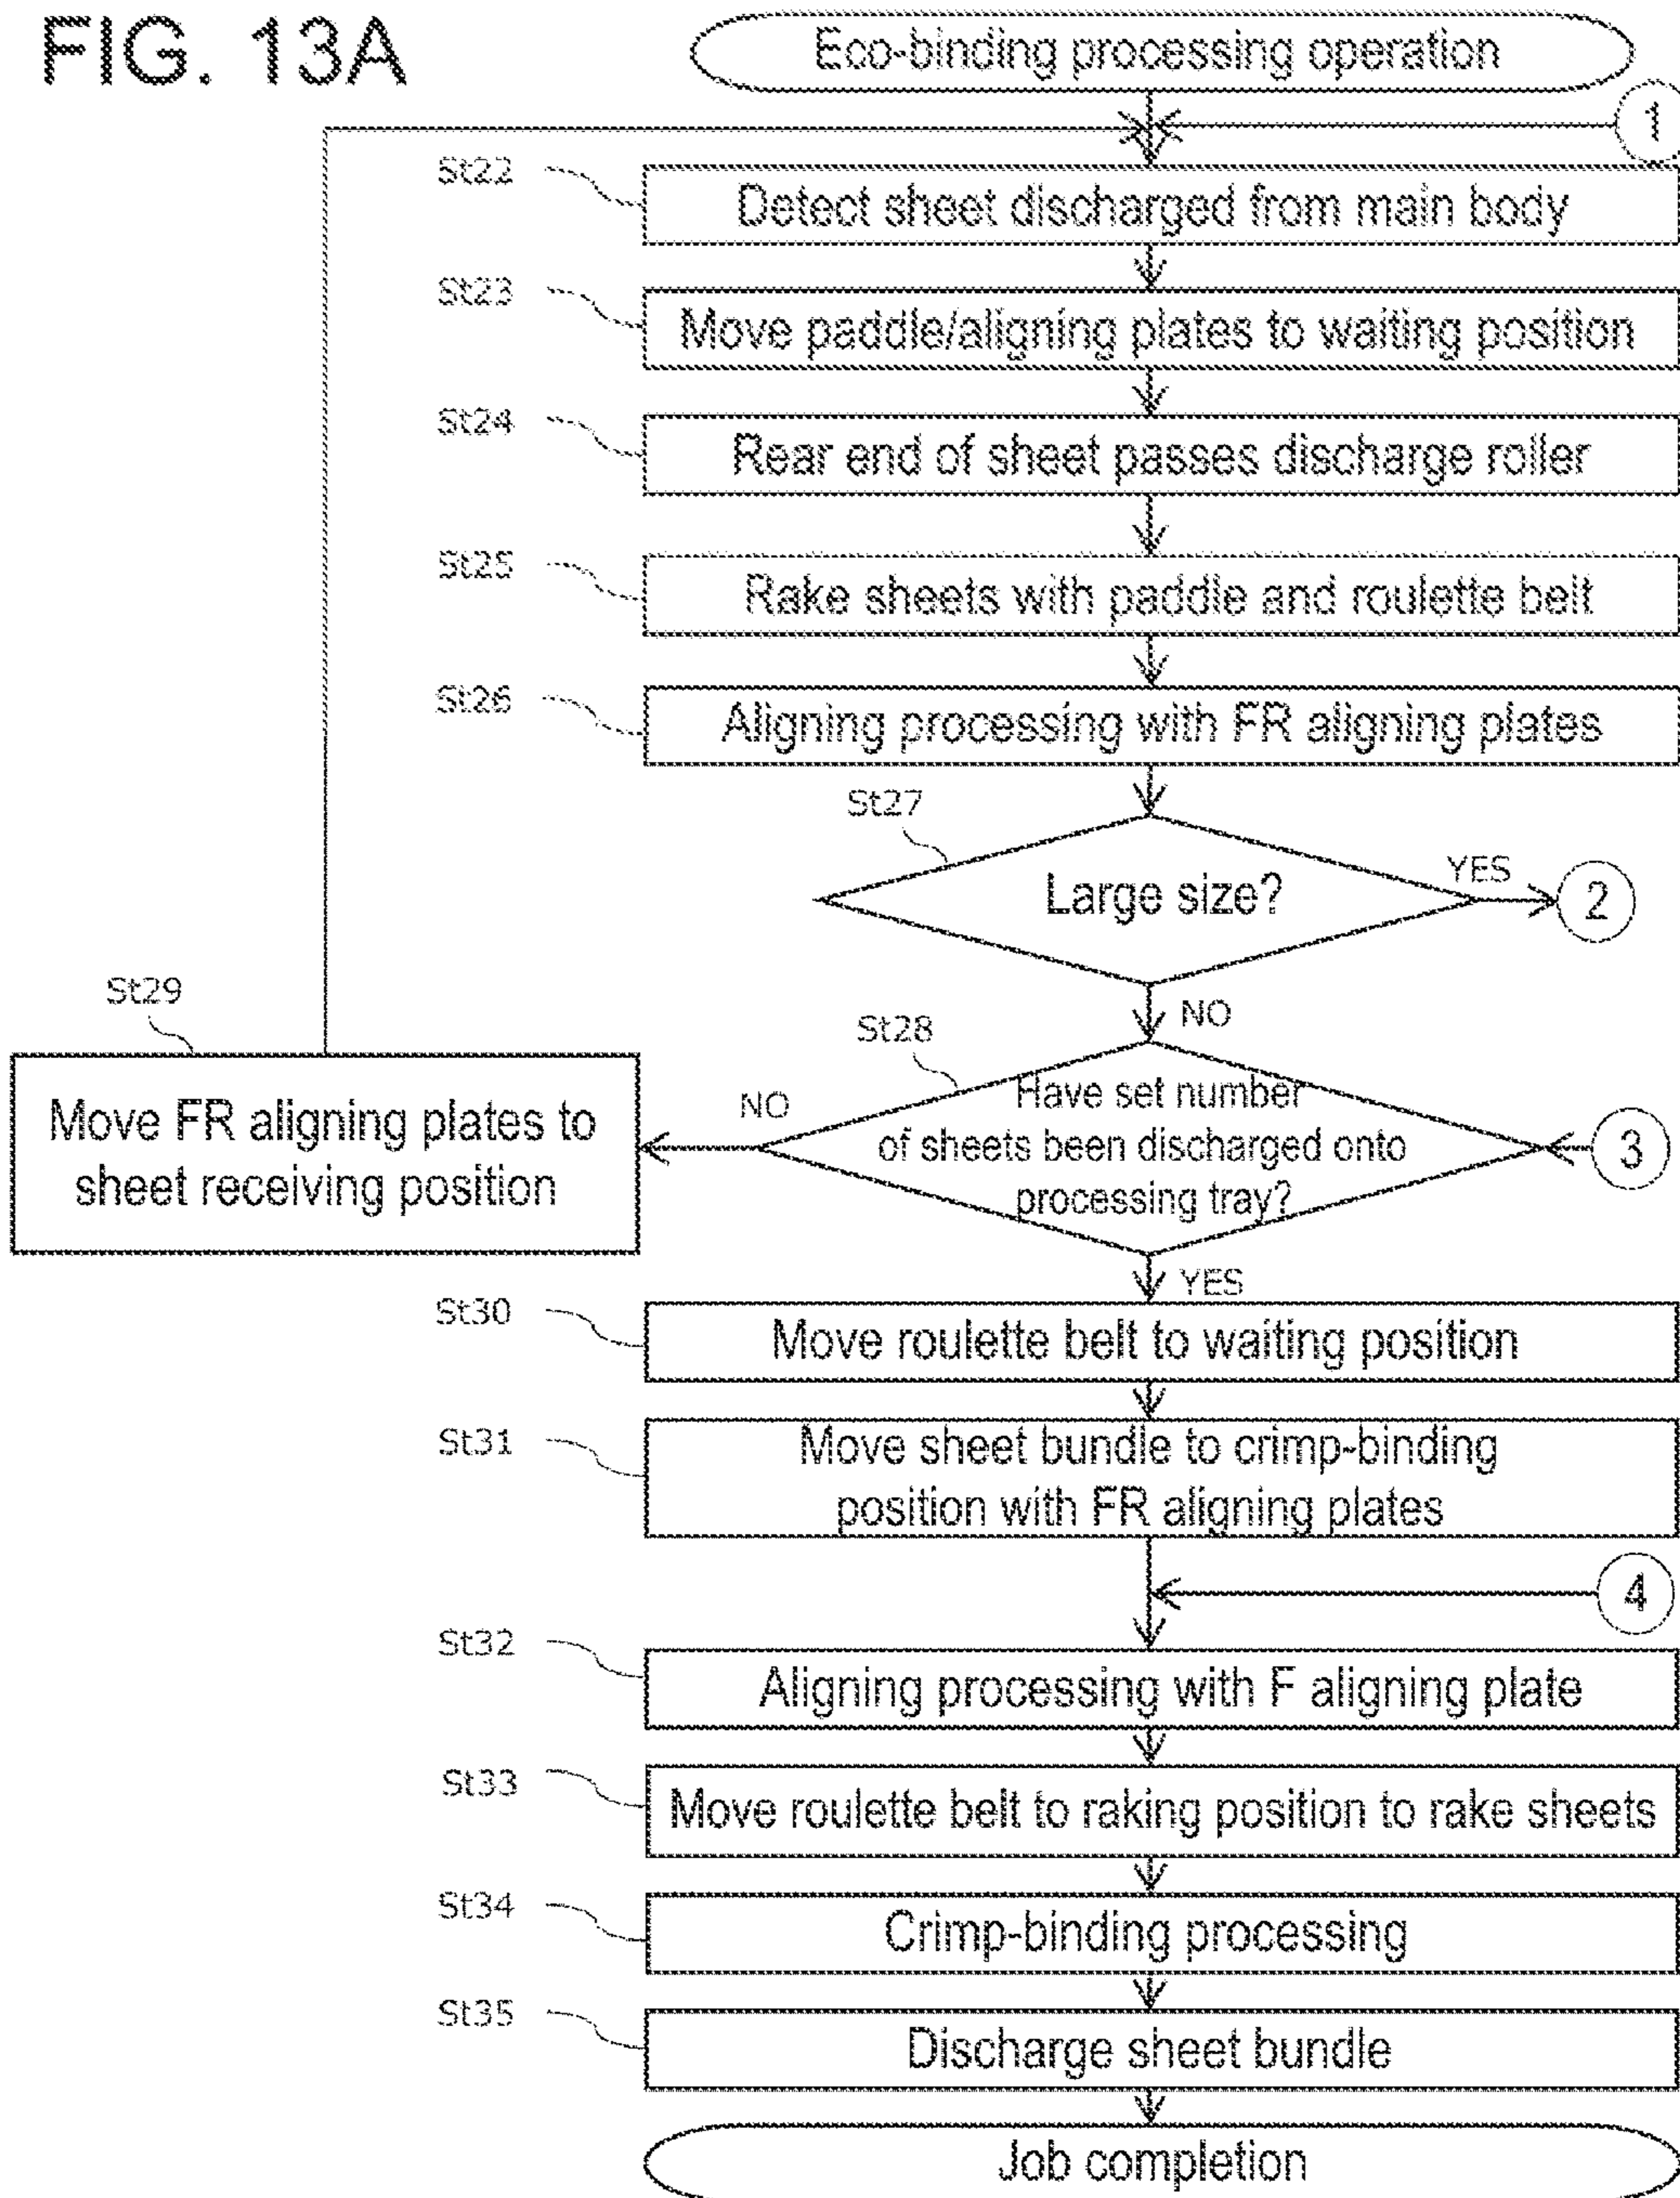 FIG. 13A
Eco-binding processing operation
1
St22
Detect sheet discharged from main body
St23
Move paddle/aligning plates to waiting position
St24
Rear end of sheet passes discharge roller
St25
Rake sheets with paddle and roulette belt
St26
Aligning processing with FR aligning plates
St27
Large size?
YES
2
NO
St28
Have set number
of sheets been discharged onto
processing tray?
3
NO
St29
Move FR aligning plates to
sheet receiving position
YES
St30
Move roulette belt to waiting position
St31
Move sheet bundle to crimp-binding
position with FR aligning plates
4
St32
Aligning processing with F aligning plate
St33
Move roulette belt to raking position to rake sheets
St34
Crimp-binding processing
St35
Discharge sheet bundle
Job completion